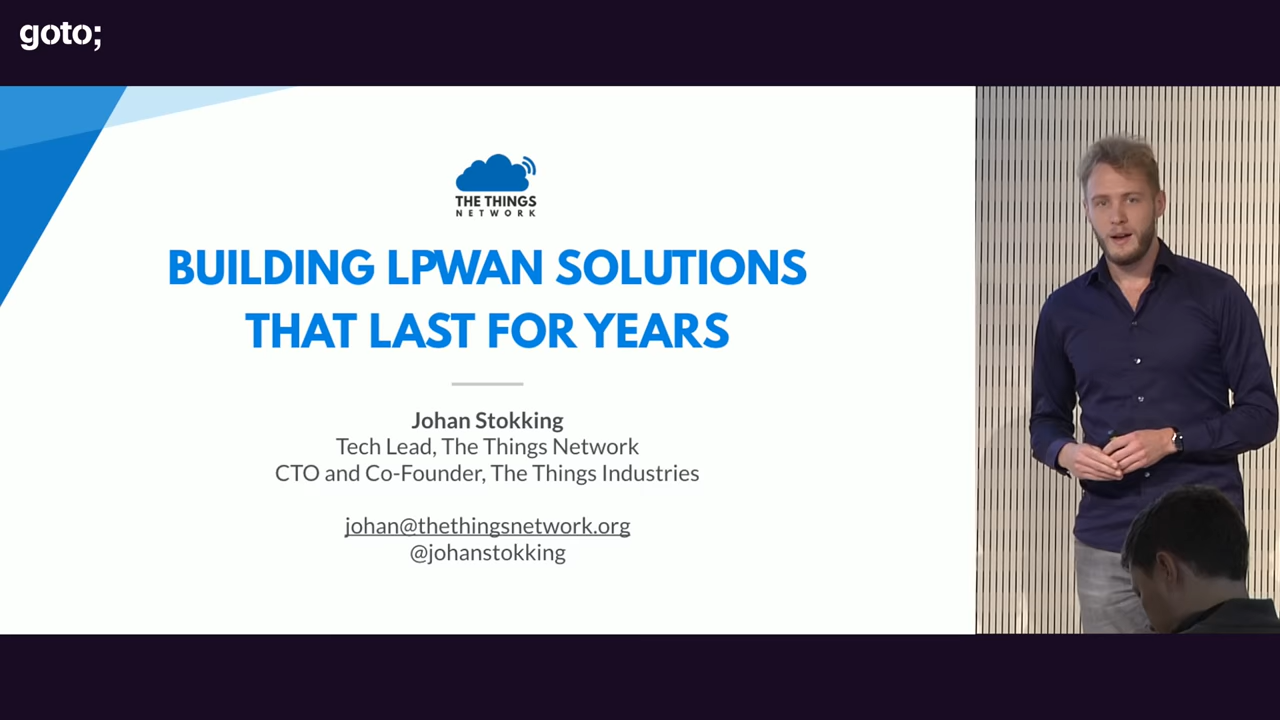 goto;
THE THINGS
NETWORK
BUILDING LPWAN SOLUTIONS
THAT LAST FOR YEARS
Johan Stokking
Tech Lead, The Things Network
CTO and Co-Founder, The Things Industries
johan@thethingsnetwork.org
@johanstokking